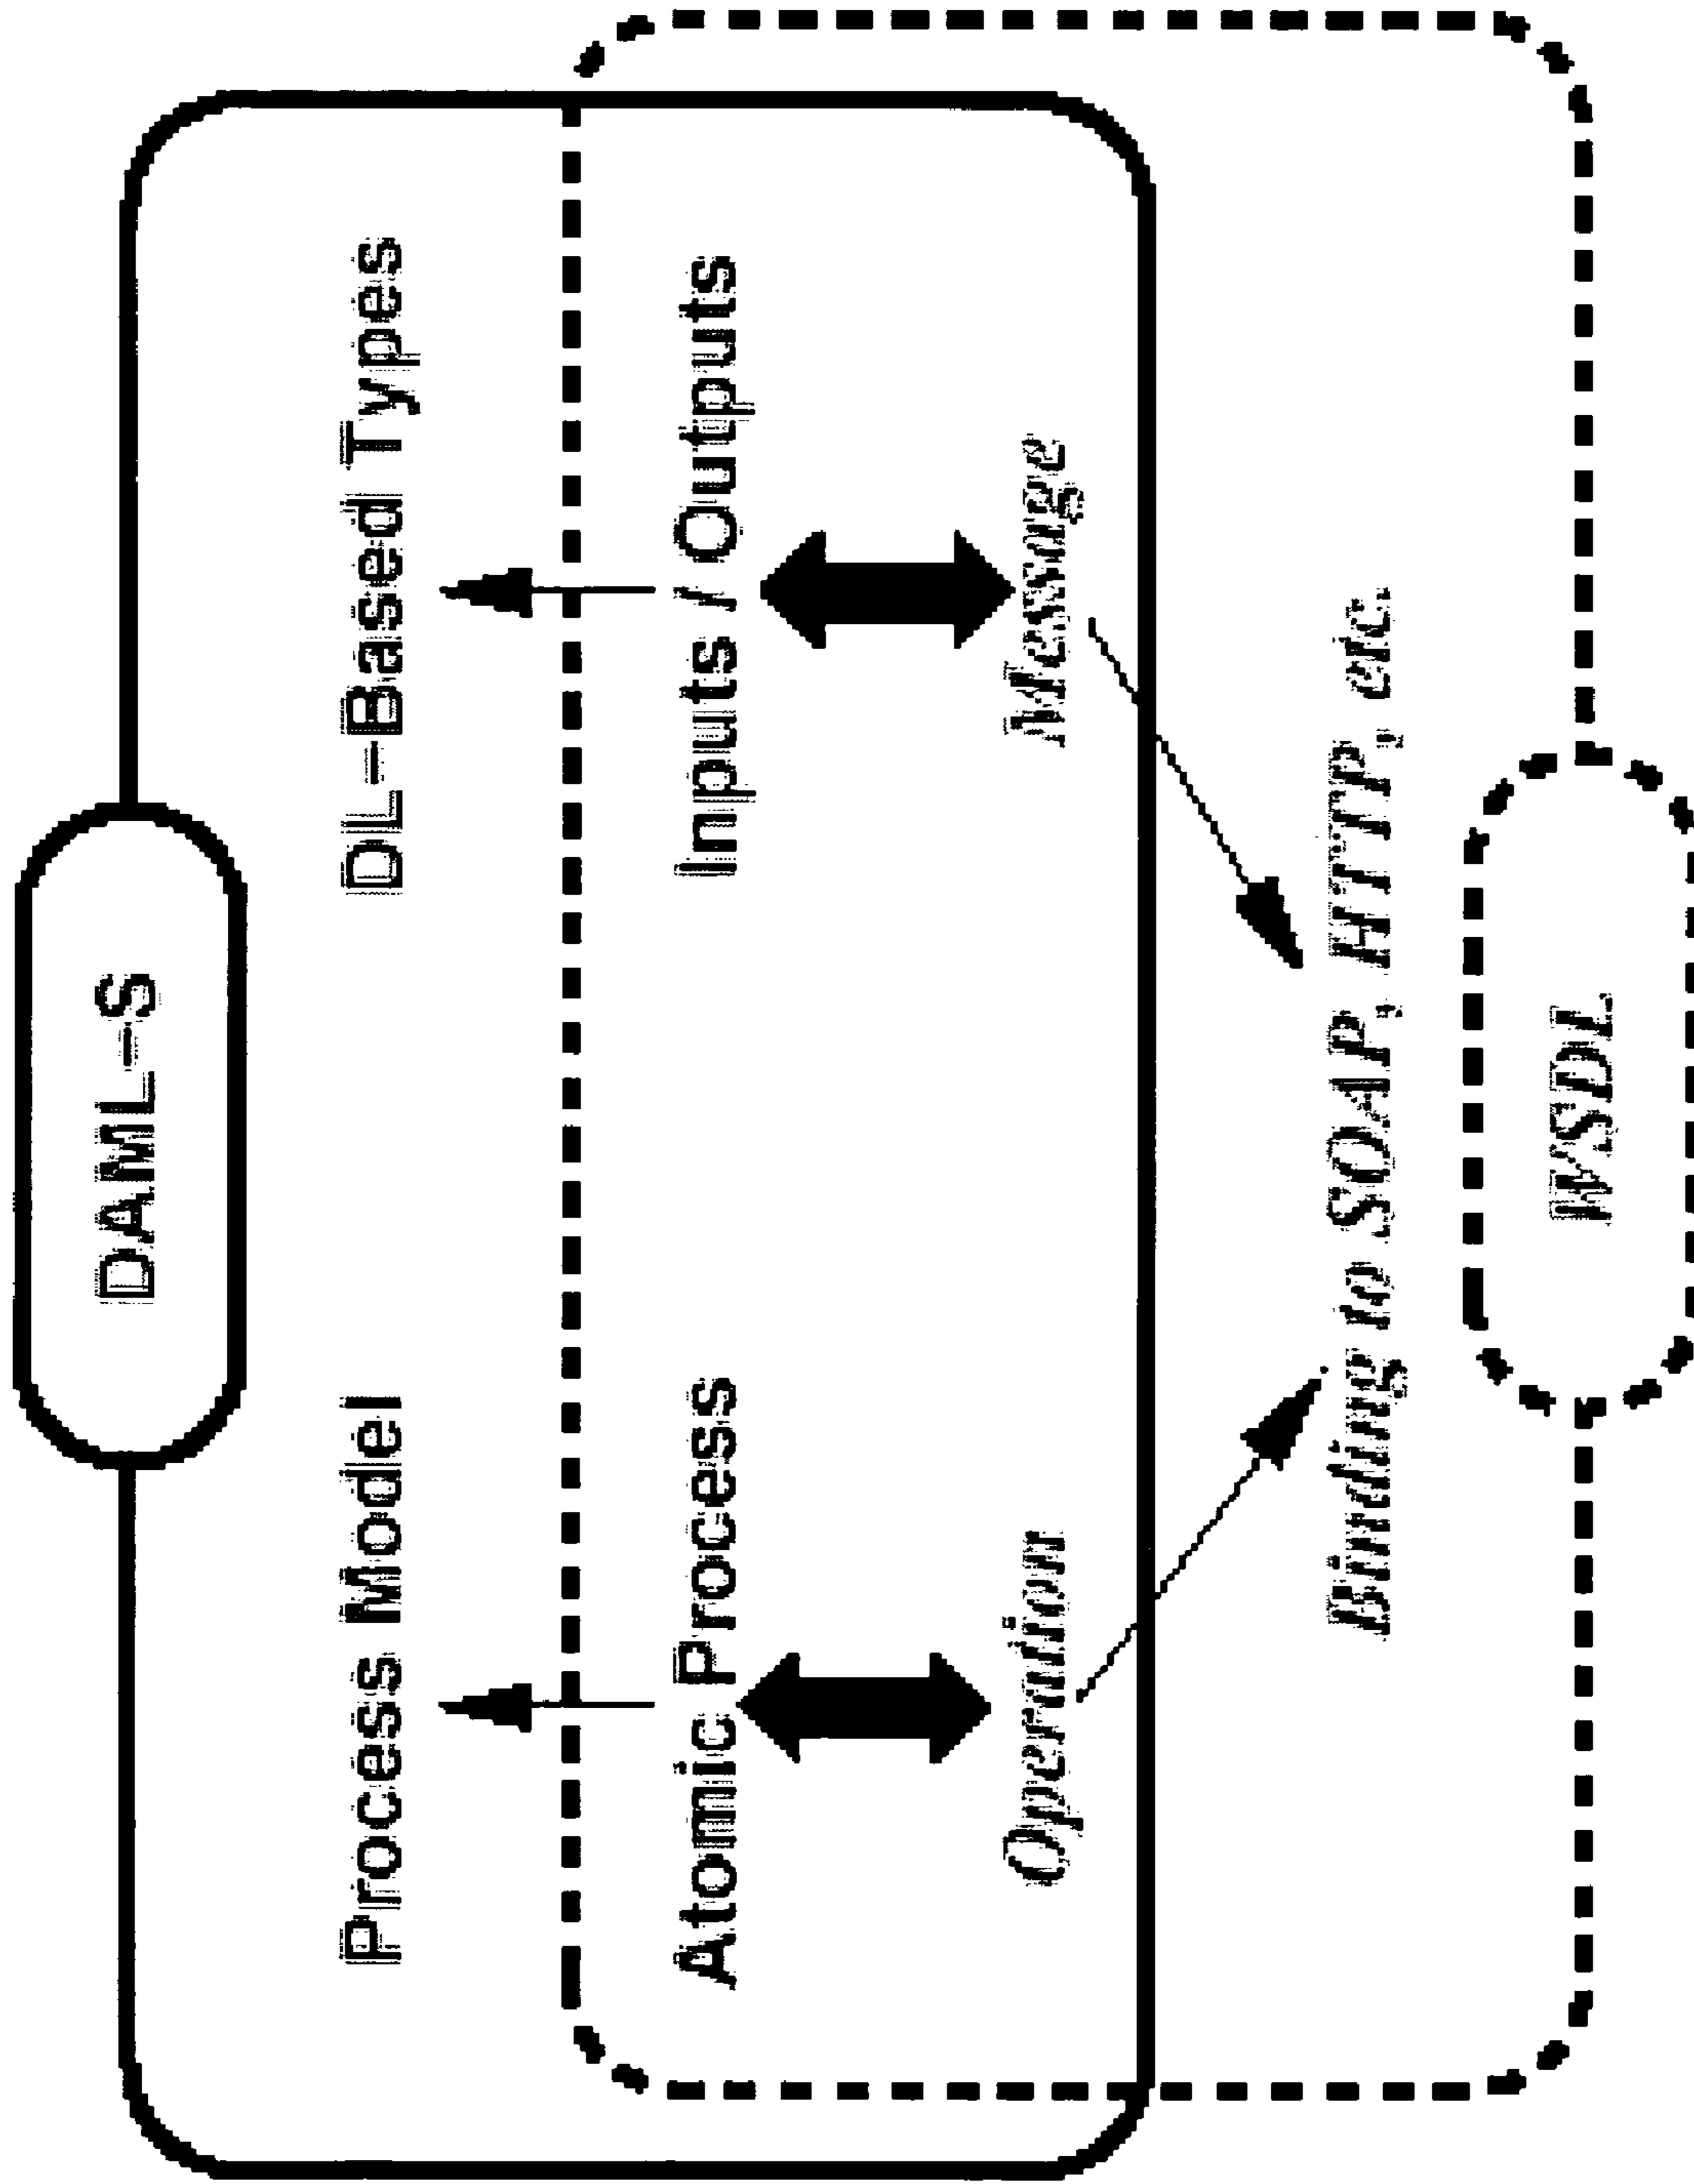 DAML-S
Process Model
DL-Based Types
Atomic Process
Inputs / Outputs
Operation
Message
Binding to SOAP, HTTP, etc.
WSDL